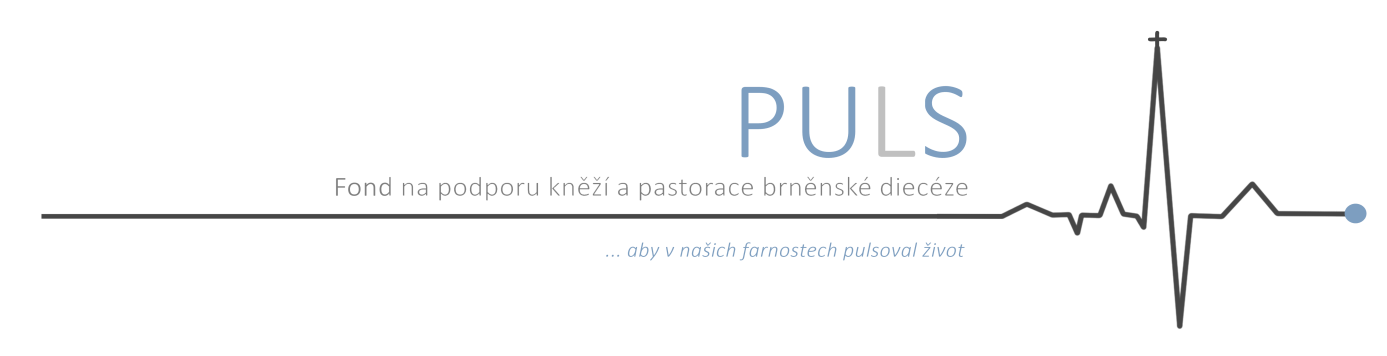 PULS
Fond na podporu kněží a pastorace brněnské diecéze
... aby v našich farnostech pulsoval život